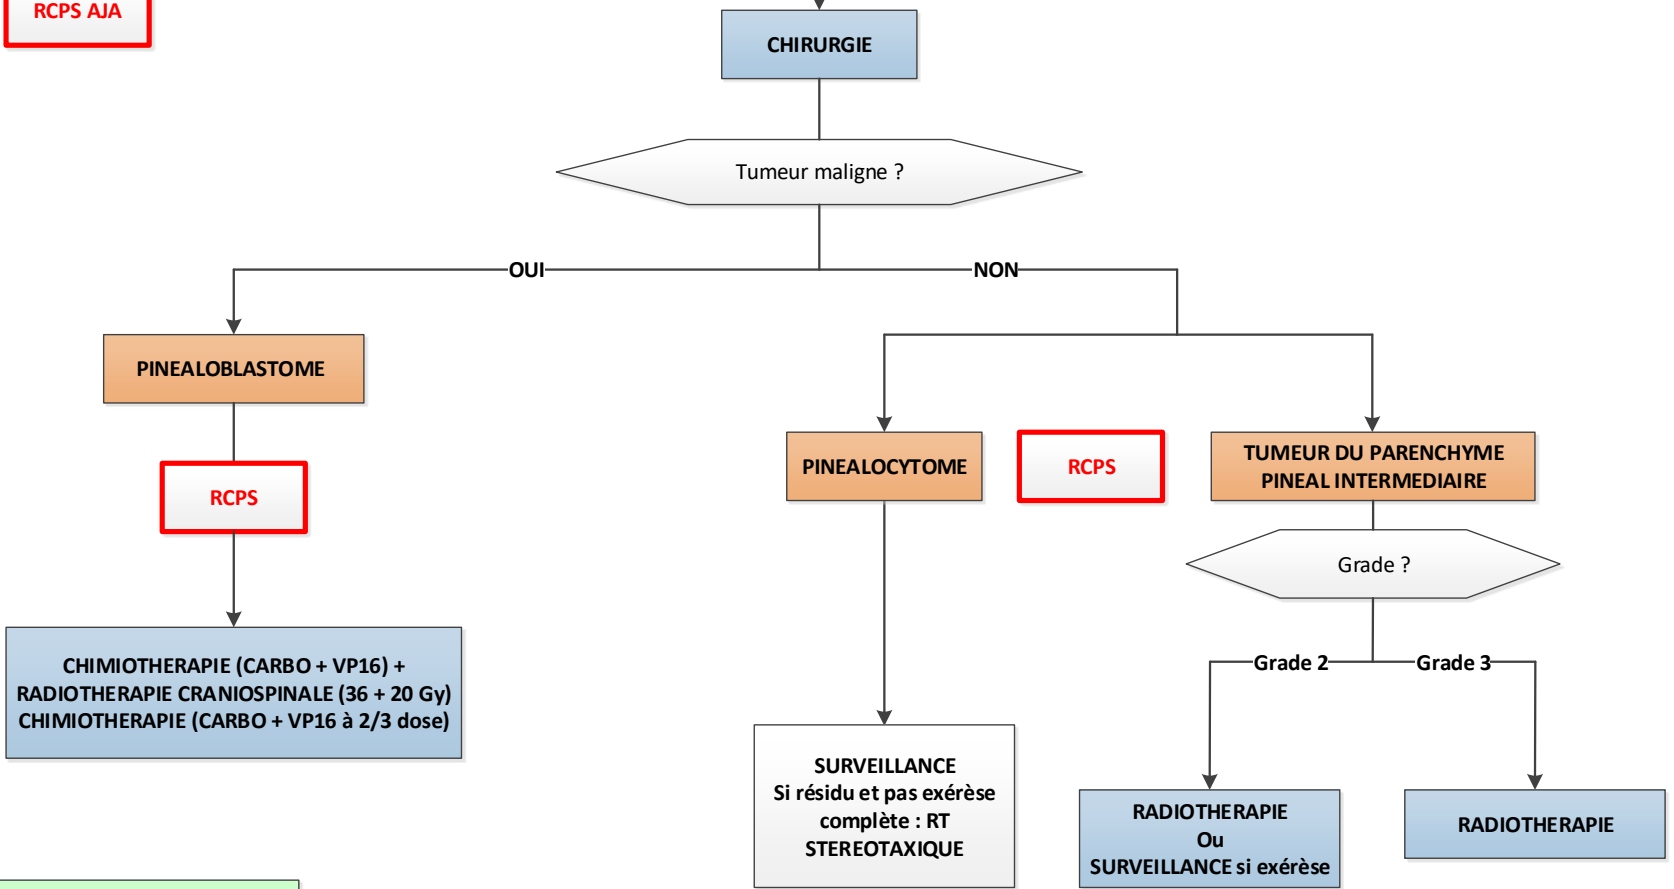 RCPS AJA
CHIRURGIE
Tumeur maligne ?
OUI
NON
PINEALOBLASTOME
RCPS
CHIMIOTHERAPIE (CARBO + VP16) +
RADIOTHERAPIE CRANIOSPINALE (36 + 20 Gy)
CHIMIOTHERAPIE (CARBO + VP16 à 2/3 dose)
PINEALOCYTOME
RCPS
TUMEUR DU PARENCHYME
PINEAL INTERMEDIAIRE
Grade ?
Grade 2
Grade 3
SURVEILLANCE
Si résidu et pas exérèse
complète : RT
STEREOTAXIQUE
RADIOTHERAPIE
Ou
SURVEILLANCE si exérèse
RADIOTHERAPIE